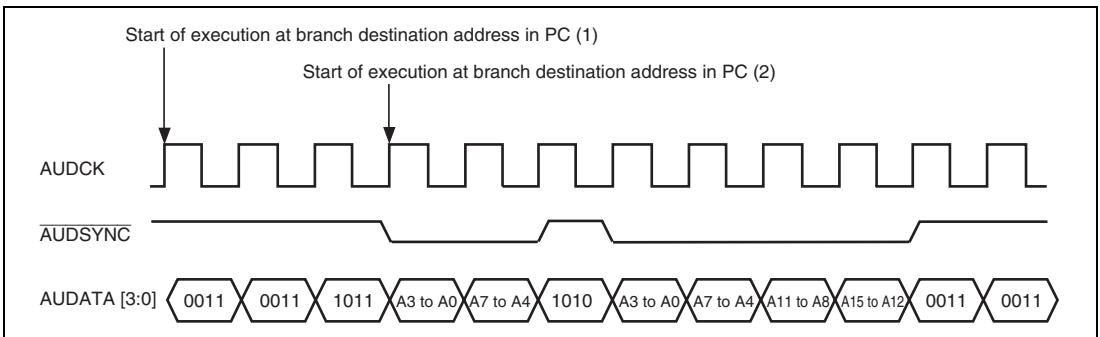 Start of execution at branch destination address in PC (1)
Start of execution at branch destination address in PC (2)
AUDCK
AUDSYNC
AUDATA [3:0] 0011 0011 1011 A3 to A0 A7 to A4 1010 A3 to A0 A7 to A4 A11 to A8 A15 to A12 0011 0011